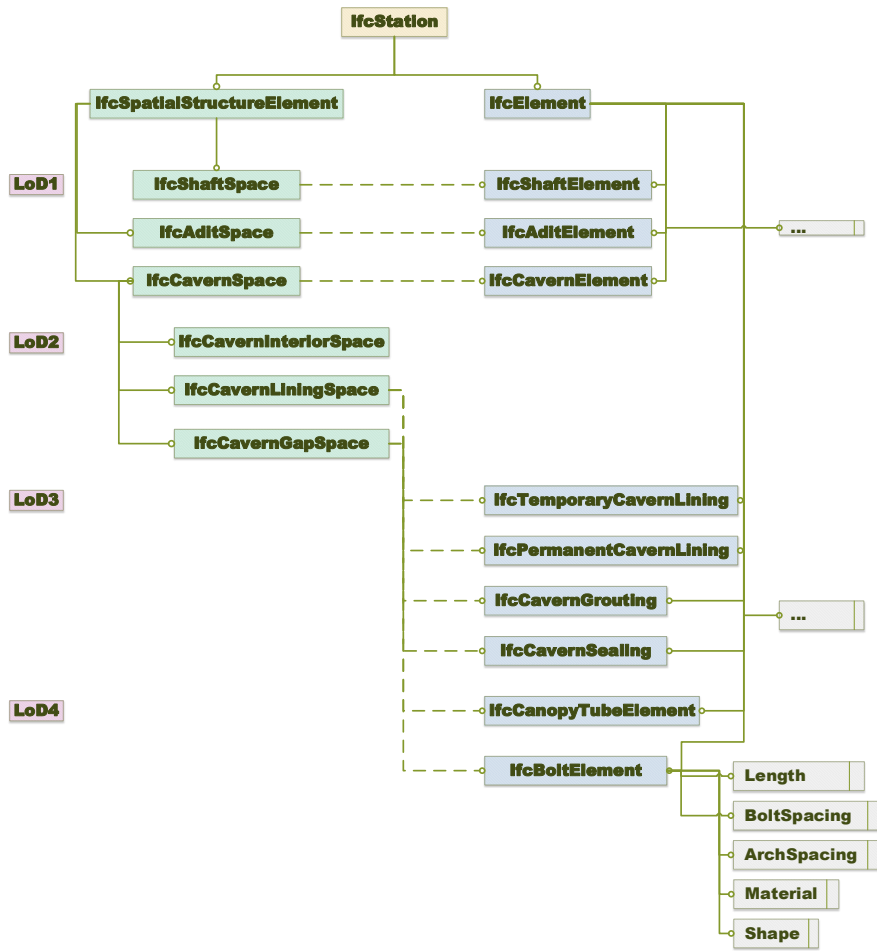 IfcStation
IfcSpatialStructureElement
IfcElement
LoD1
IfcShaftSpace
IfcShaftElement
IfcAditSpace
IfcAditElement
...
IfcCavernSpace
IfcCavernElement
LoD2
IfcCavernInteriorSpace
IfcCavernLiningSpace
IfcCavernGapSpace
LoD3
IfcTemporaryCavernLining
IfcPermanentCavernLining
IfcCavernGrouting
...
IfcCavernSealing
LoD4
IfcCanopyTubeElement
IfcBoltElement
Length
BoltSpacing
ArchSpacing
Material
Shape